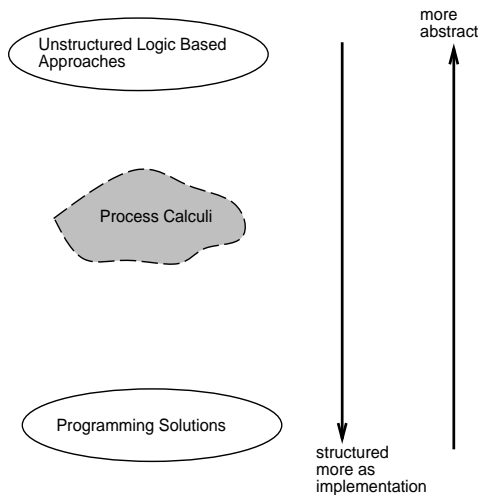 more
abstract
Unstructured Logic Based
Approaches
Process Calculi
Programming Solutions
structured
more as
implementation